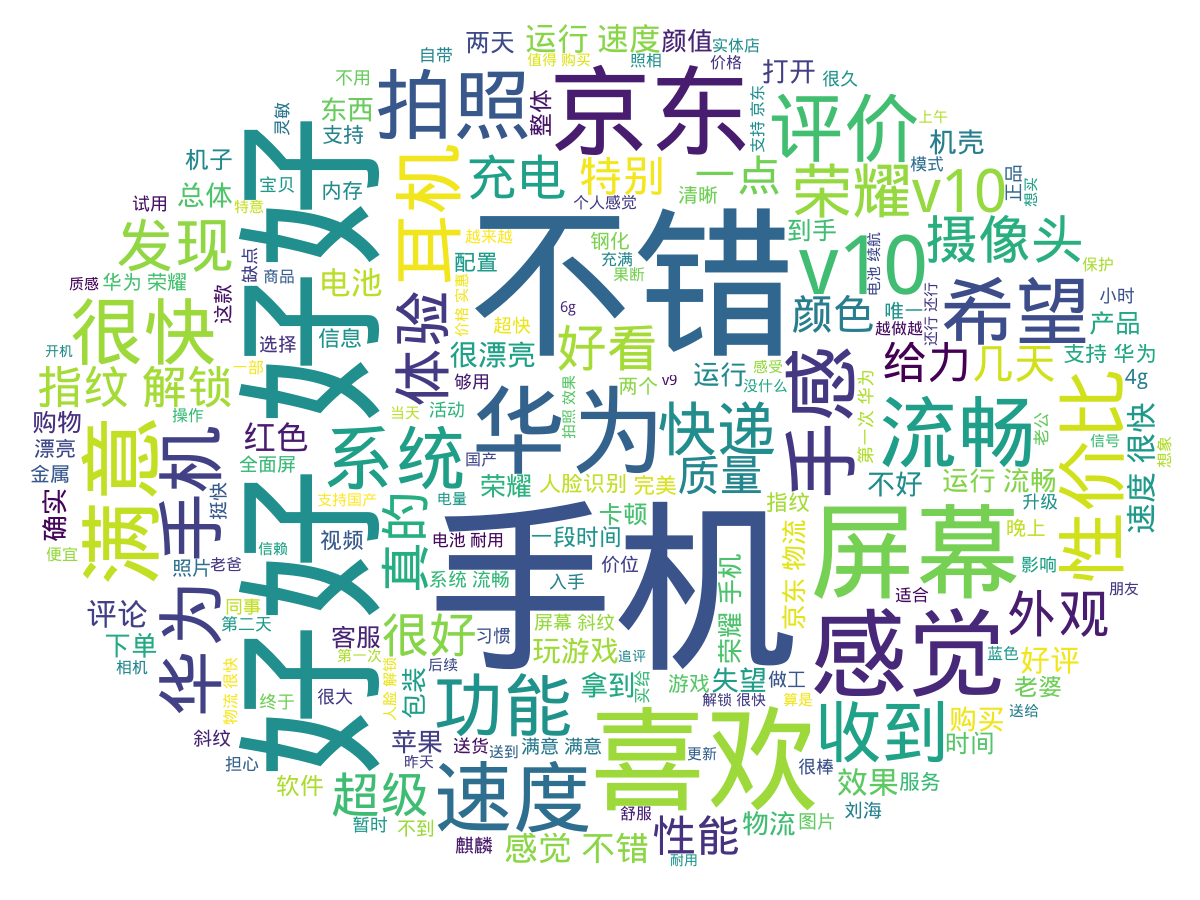 实体店
运行 速度
颜值
两天
自带
值得 购买
照相
价格
打开
很久
不用
拍照
京东
整体
支持 京东
评价
上午
灵敏
东西
支持
机壳
机子
宝贝
内存
耳机
充电
特别
一点
荣耀v10
模式
正品
想买
总体
试用
特意
好好
个人感觉
清晰
发现
缺点
越来越
不错
钢化
到手
v10
摄像头
质感
华为 荣耀
这款
商品
电池
配置
充满
果断
电池 续航
保护
价格 实惠
6g
唯一
还行 还行
希望
小时
很快
选择
信息
体验
超快
颜色
越做越
产品
开机
一部
好好
很漂亮
好看
手感
给力
几天
支持 华为
指纹 解锁
操作
够用
两个
v9
运行
感受
没什么
4g
购物
当天
活动
华为
拍照 效果
快递
第一次 华为
流畅
老公
性价比
信号
速度 很快
想象
漂亮
满意
手机
红色
系统
金属
全面屏
国产
质量
确实
挺快
支持国产
真的
电量
荣耀
人脸识别
完美
指纹
不好
运行 流畅
升级
便宜
好好
信赖
视频
手机
卡顿
屏幕
晚上
照片
老爸
电池 耐用
一段时间
价位
京东 物流
影响
系统 流畅
入手
荣耀 手机
适合
朋友
评论
华为
同事
第二天
客服
很好
习惯
屏幕 斜纹
感觉
外观
下单
相机
第一次
后续
玩游戏
追评
蓝色
好评
物流 很快
好好
人脸 解锁
包装
功能
拿到
实给
游戏
失望
做工
老婆
终于
很大
解锁 很快
算是
收到
购买
送给
斜纹
苹果
送货
送到
满意 满意
喜欢
更新
时间
担心
昨天
很棒
软件
超级
速度
效果
服务
暂时
不到
舒服
性能
物流
图片
刘海
麒麟
感觉 不错
耐用